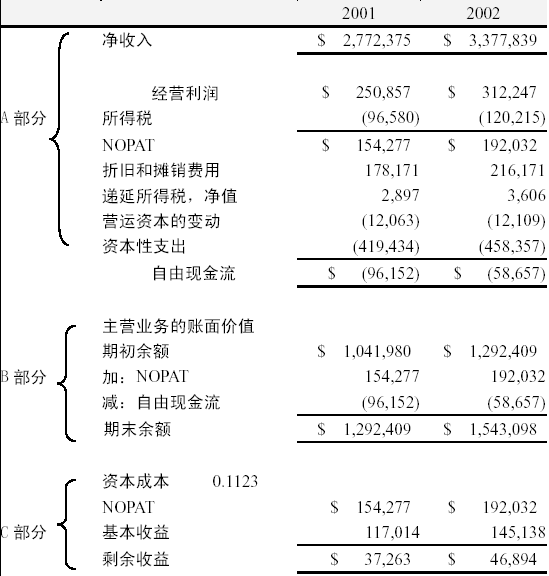 2001 2002
净收入 $ 2,772,375 $ 3,377,839
经营利润 $ 250,857 $ 312,247
A 部分 所得税 (96,580) (120,215)
NOPAT $ 154,277 $ 192,032
折旧和摊销费用 178,171 216,171
递延所得税，净值 2,897 3,606
营运资本的变动 (12,063) (12,109)
资本性支出 (419,434) (458,357)
自由现金流 $ (96,152) $ (58,657)
主营业务的账面价值
期初余额 $ 1,041,980 $ 1,292,409
B 部分 加：NOPAT 154,277 192,032
减：自由现金流 (96,152) (58,657)
期末余额 $ 1,292,409 $ 1,543,098
资本成本 0.1123
NOPAT $ 154,277 $ 192,032
C 部分 基本收益 117,014 145,138
剩余收益 $ 37,263 $ 46,894